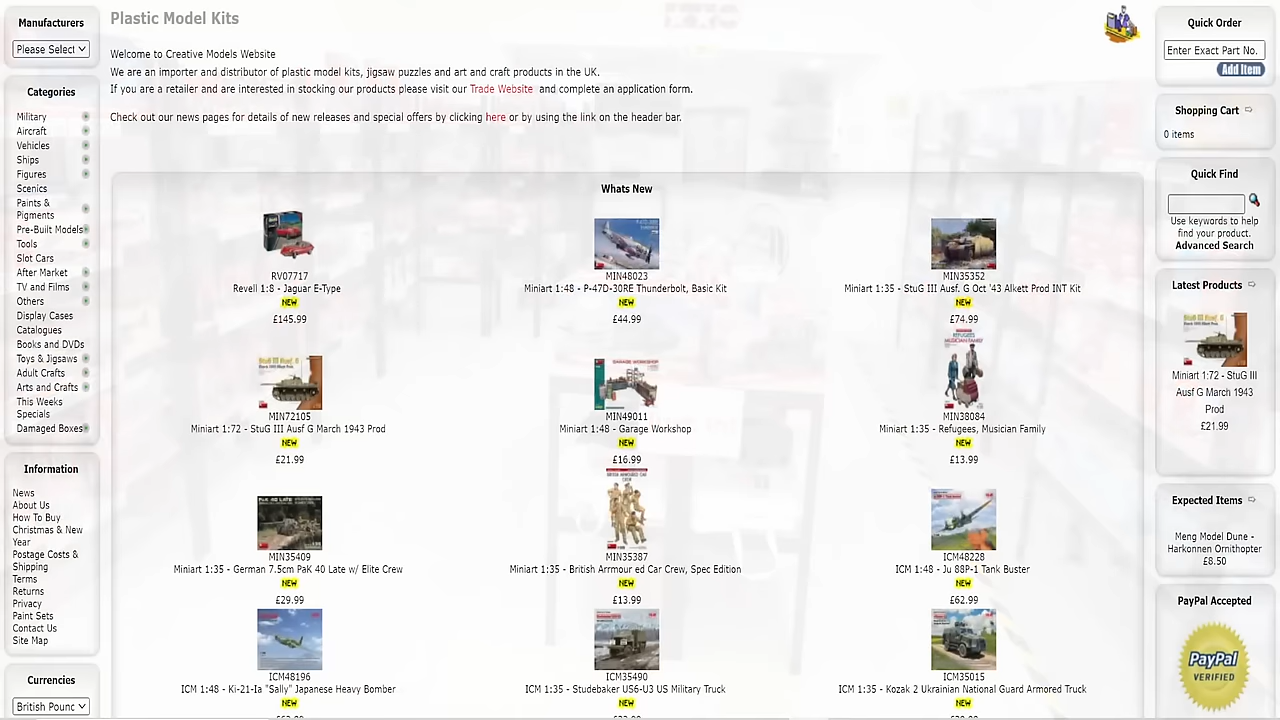 Manufacturers
Please Select
Categories
Military
Aircraft
Vehicles
Ships
Figures
Scenics
Paints &
Pigments
Pre-Built Models
Tools
Slot Cars
After Market
TV and Films
Others
Display Cases
Catalogues
Books and DVDs
Toys & Jigsaws
Adult Crafts
Arts and Crafts
This Weeks
Specials
Damaged Boxes
Information
News
About Us
How To Buy
Christmas & New
Year
Postage Costs &
Shipping
Terms
Returns
Privacy
Paint Sets
Contact Us
Site Map
Currencies
British Pounc
Plastic Model Kits
Welcome to Creative Models Website
We are an importer and distributor of plastic model kits, jigsaw puzzles and art and craft products in the UK.
If you are a retailer and are interested in stocking our products please visit our Trade Website and complete an application form.
Check out our news pages for details of new releases and special offers by clicking here or by using the link on the header bar.
Whats New
RV07717
Revell 1:8 - Jaguar E-Type
NEW
£145.99
MIN48023
Miniart 1:48 - P-47D-30RE Thunderbolt, Basic Kit
NEW
£44.99
MIN35352
Miniart 1:35 - StuG III Ausf. G Oct '43 Alkett Prod INT Kit
NEW
£74.99
MIN72105
Miniart 1:72 - StuG III Ausf G March 1943 Prod
NEW
£21.99
MIN49011
Miniart 1:48 - Garage Workshop
NEW
£16.99
MIN38084
Miniart 1:35 - Refugees, Musician Family
NEW
£13.99
MIN35409
Miniart 1:35 - German 7.5cm PaK 40 Late w/ Elite Crew
NEW
£29.99
MIN35387
Miniart 1:35 - British Arrmour ed Car Crew, Spec Edition
NEW
£13.99
ICM48228
ICM 1:48 - Ju 88P-1 Tank Buster
NEW
£62.99
ICM48196
ICM 1:48 - Ki-21-Ia "Sally" Japanese Heavy Bomber
NEW
ICM35490
ICM 1:35 - Studebaker US6-U3 US Military Truck
NEW
ICM35015
ICM 1:35 - Kozak 2 Ukrainian National Guard Armored Truck
NEW
Quick Order
Enter Exact Part No.
Add Item
Shopping Cart
0 items
Quick Find
Use keywords to help
find your product.
Advanced Search
Latest Products
Miniart 1:72 - StuG III
Ausf G March 1943
Prod
£21.99
Expected Items
Meng Model Dune -
Harkonnen Ornithopter
£8.50
PayPal Accepted
PayPal
VERIFIED